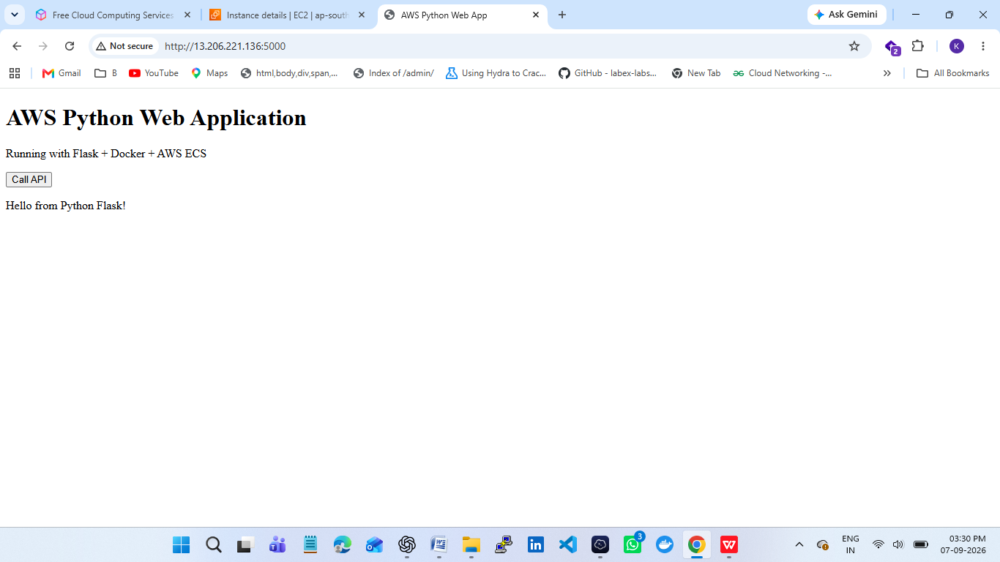 Free Cloud Computing Services
Instance details | EC2 | ap-south
AWS Python Web App
Ask Gemini
Not secure
http://13.206.221.136:5000
2
K
Gmail
B
YouTube
Maps
html,body,div,span,...
Index of /admin/
Using Hydra to Crac...
GitHub - labex-labs...
New Tab
Cloud Networking -...
All Bookmarks
AWS Python Web Application
Running with Flask + Docker + AWS ECS
Call API
Hello from Python Flask!
3
ENG
IN
03:30 PM
07-09-2026